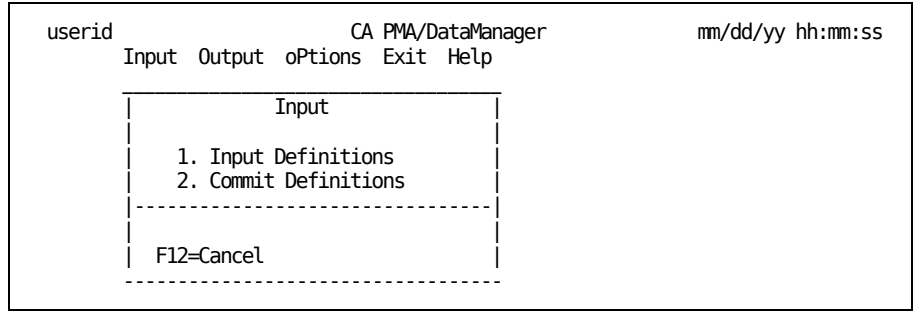 userid CA PMA/DataManager mm/dd/yy hh:mm:ss
Input Output oPtions Exit Help
Input
1. Input Definitions
2. Commit Definitions
F12=Cancel